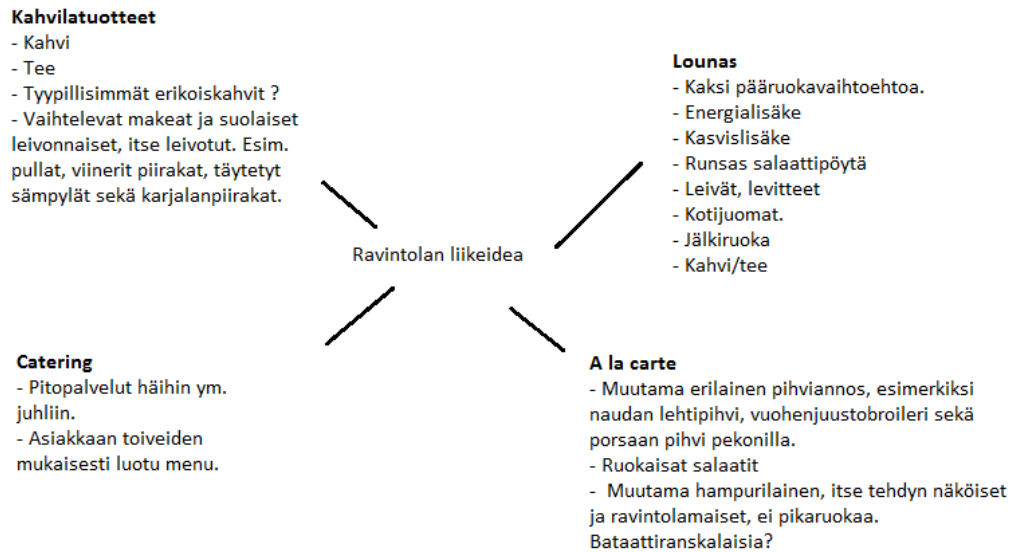 Kahvilatuotteet
- Kahvi
- Tee
- Tyypillisimmät erikoiskahvit ?
- Vaihtelevat makeat ja suolaiset
leivonnaiset, itse leivotut. Esim.
pullat, viinerit piirakat, täytetyt
sämpylät sekä karjalanpiirakat.
Lounas
- Kaksi pääruokavaihtoehtoa.
- Energialisäke
- Kasvislisäke
- Runsas salaattipöytä
- Leivät, levitteet
- Kotijuomat.
- Jälkiruoka
- Kahvi/tee
Ravintolan liikeidea
Catering
- Pitopalvelut häihin ym.
juhliin.
- Asiakkaan toiveiden
mukaisesti luotu menu.
A la carte
- Muutama erilainen pihviannos, esimerkiksi
naudan lehtipihvi, vuohenjuustobroileri sekä
porsaan pihvi pekonilla.
- Ruokaisat salaatit
- Muutama hampurilainen, itse tehdyn näköiset
ja ravintolamaiset, ei pikaruokaa.
Bataattiranskalaisia?